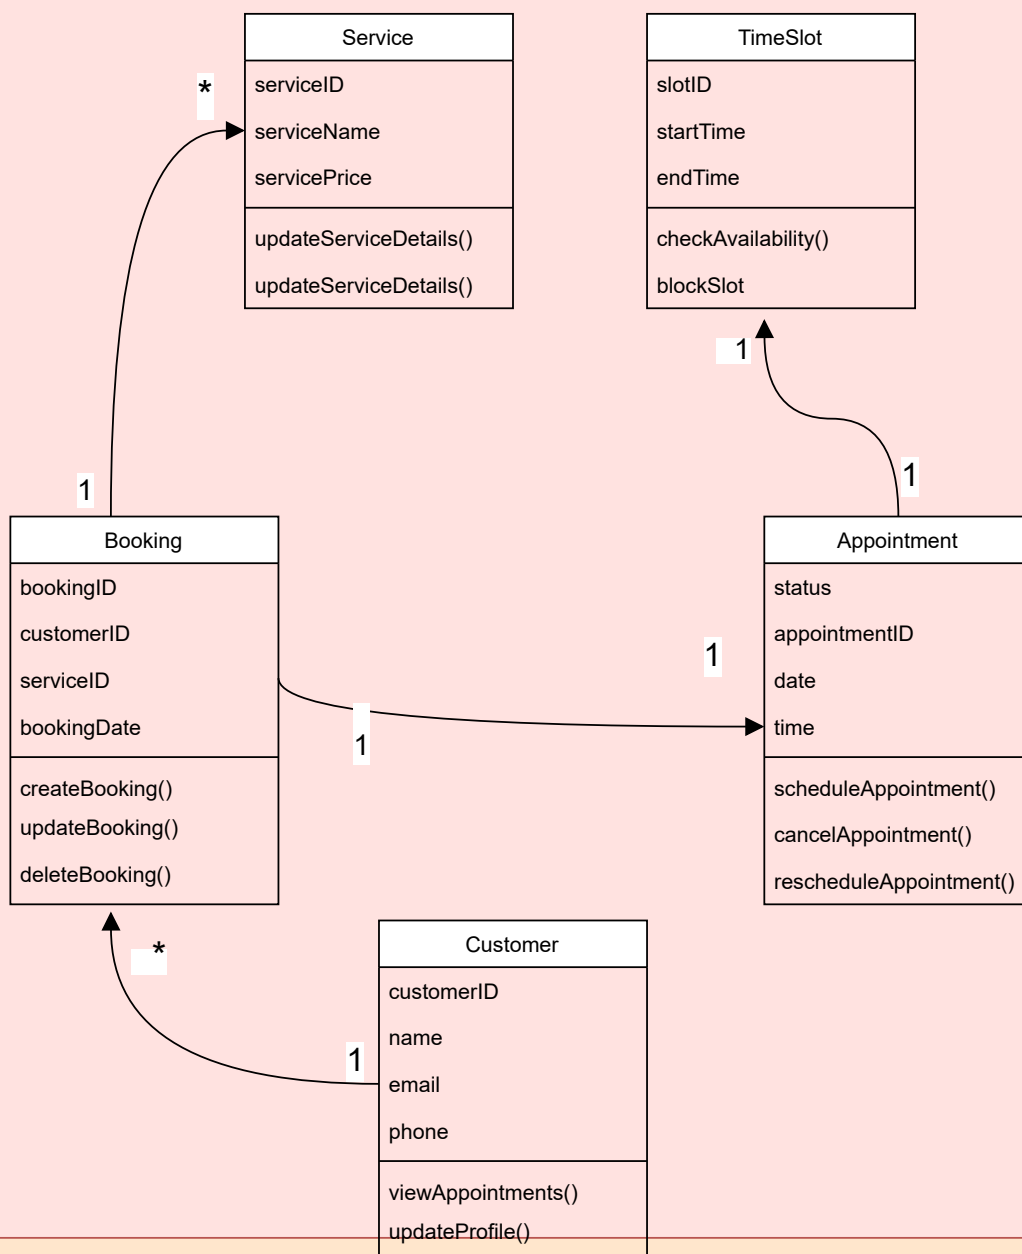 Service
serviceID
serviceName
servicePrice
updateServiceDetails()
updateServiceDetails()
*
1
TimeSlot
slotID
startTime
endTime
checkAvailability()
blockSlot
1
1
Booking
bookingID
customerID
serviceID
bookingDate
createBooking()
updateBooking()
deleteBooking()
1
1
Appointment
status
appointmentID
date
time
scheduleAppointment()
cancelAppointment()
rescheduleAppointment()
*
1
Customer
customerID
name
email
phone
viewAppointments()
updateProfile()